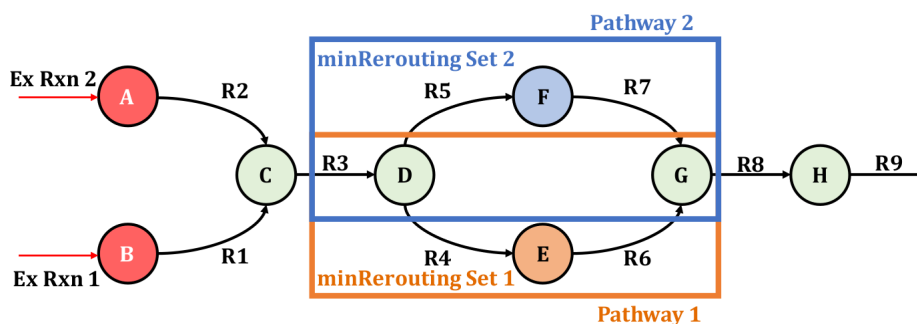 Pathway 2
minRerouting Set 2
Ex Rxn 2
A
R2
R5
F
R7
C
R3
D
G
R8
H
R9
B
R1
R4
E
R6
Ex Rxn 1
minRerouting Set 1
Pathway 1